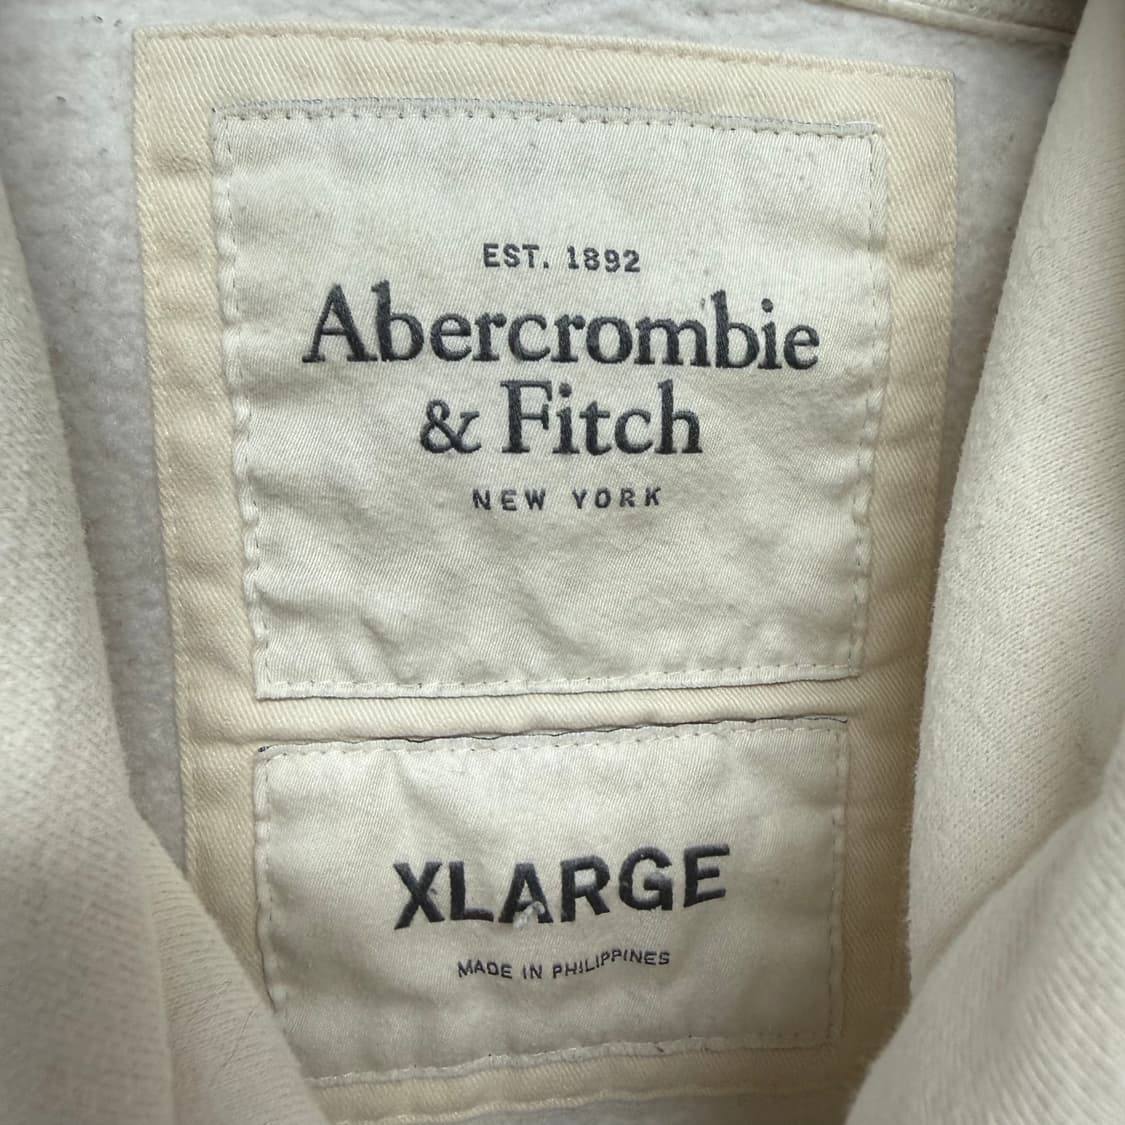 EST. 1892
Abercrombie
& Fitch
NEW YORK
XLARGE
MADE IN PHILIPPINES